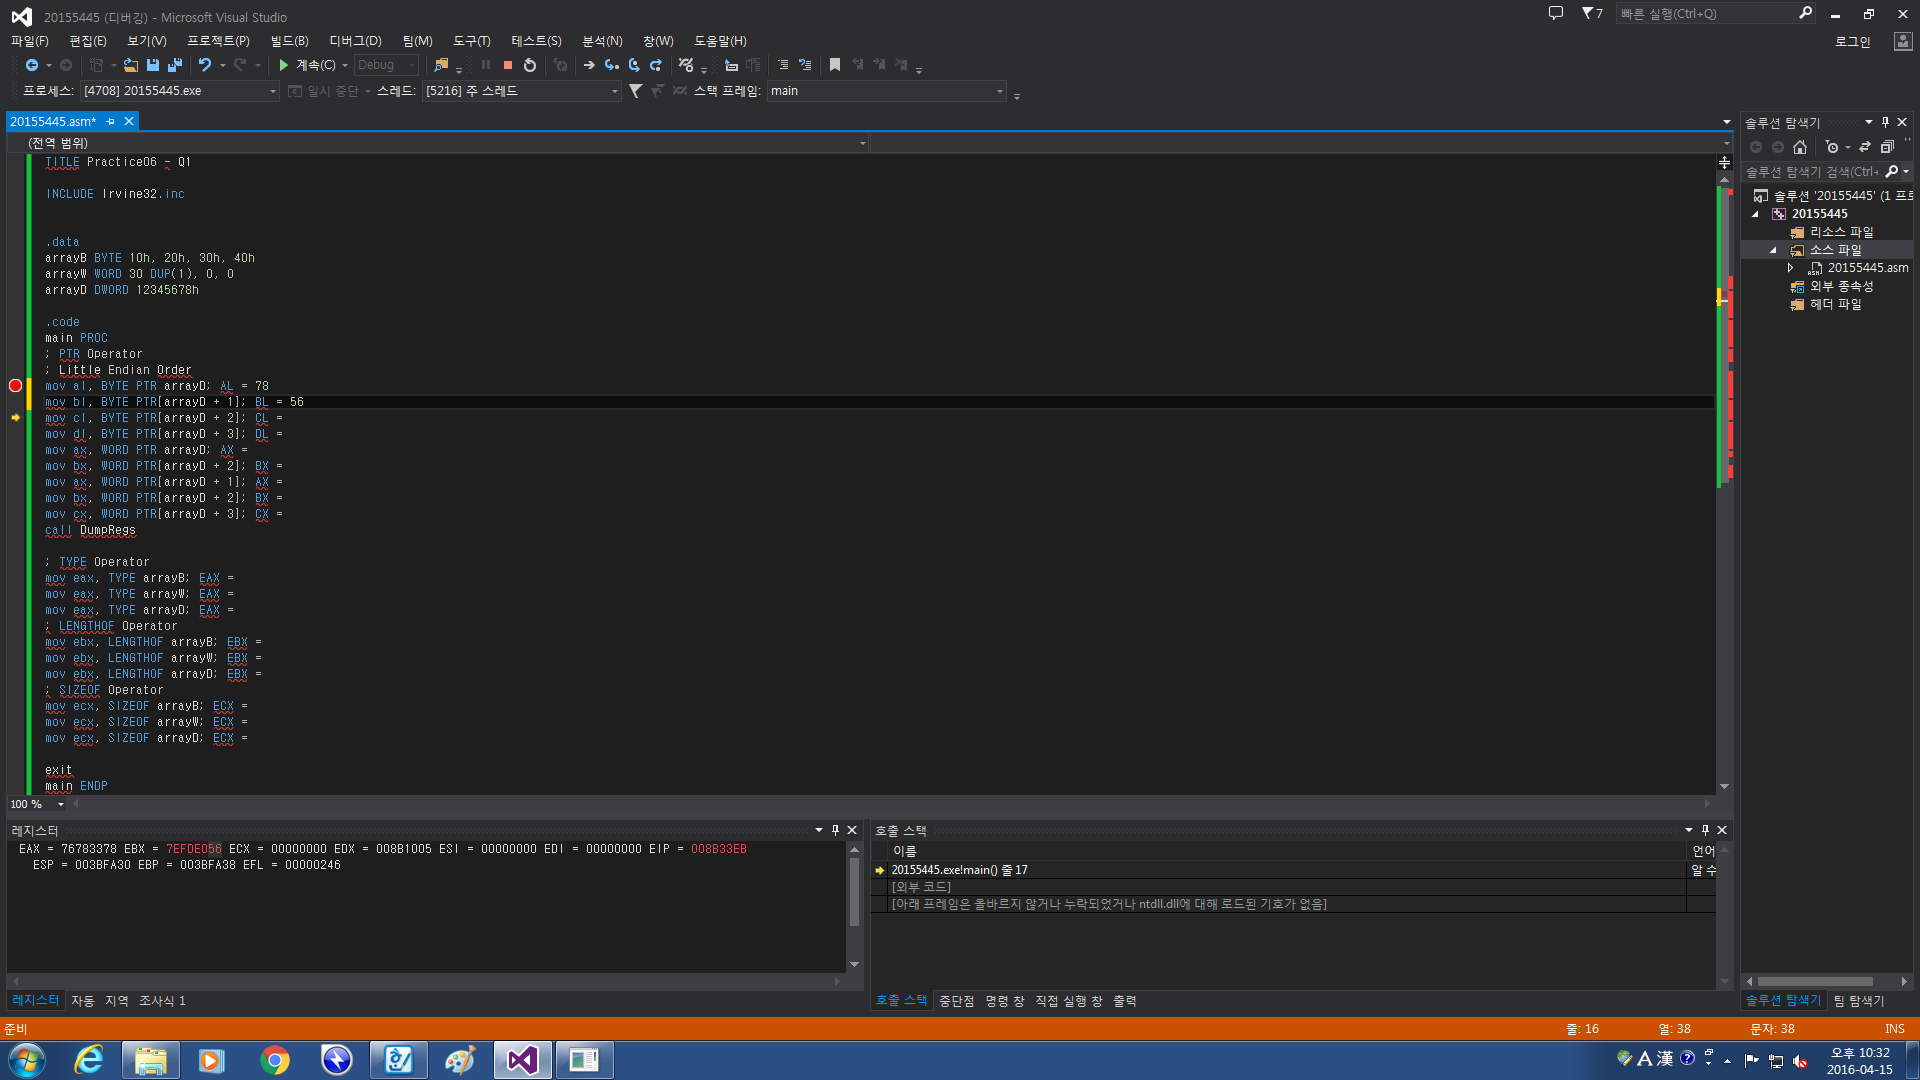 20155445 (디버깅) - Microsoft Visual Studio
7
빠른 실행(Ctrl+Q)
파일(F) 편집(E) 보기(V) 프로젝트(P) 빌드(B) 디버그(D) 팀(M) 도구(T) 테스트(S) 분석(N) 창(W) 도움말(H)
로그인
계속(C) Debug
프로세스: [4708] 20155445.exe 일시 중단 스레드: [5216] 주 스레드 스택 프레임: main
20155445.asm*
(전역 범위)
TITLE Practice06 - Q1
INCLUDE Irvine32.inc
.data
arrayB BYTE 10h, 20h, 30h, 40h
arrayW WORD 30 DUP(1), 0, 0
arrayD DWORD 12345678h
.code
main PROC
; PTR Operator
; Little Endian Order
mov al, BYTE PTR arrayD; AL = 78
mov bl, BYTE PTR[arrayD + 1]; BL = 56
mov cl, BYTE PTR[arrayD + 2]; CL =
mov dl, BYTE PTR[arrayD + 3]; DL =
mov ax, WORD PTR arrayD; AX =
mov bx, WORD PTR[arrayD + 2]; BX =
mov ax, WORD PTR[arrayD + 1]; AX =
mov bx, WORD PTR[arrayD + 2]; BX =
mov cx, WORD PTR[arrayD + 3]; CX =
call DumpRegs
; TYPE Operator
mov eax, TYPE arrayB; EAX =
mov eax, TYPE arrayW; EAX =
mov eax, TYPE arrayD; EAX =
; LENGTHOF Operator
mov ebx, LENGTHOF arrayB; EBX =
mov ebx, LENGTHOF arrayW; EBX =
mov ebx, LENGTHOF arrayD; EBX =
; SIZEOF Operator
mov ecx, SIZEOF arrayB; ECX =
mov ecx, SIZEOF arrayW; ECX =
mov ecx, SIZEOF arrayD; ECX =
exit
main ENDP
100 %
레지스터
EAX = 76783378 EBX = 7EFDE056 ECX = 00000000 EDX = 008B1005 ESI = 00000000 EDI = 00000000 EIP = 008B33EB
ESP = 003BFA30 EBP = 003BFA38 EFL = 00000246
레지스터 자동 지역 조사식 1
호출 스택
이름 언어
20155445.exe!main() 줄 17 알 수
[외부 코드]
[아래 프레임은 올바르지 않거나 누락되었거나 ntdll.dll에 대해 로드된 기호가 없음]
호출 스택 중단점 명령 창 직접 실행 창 출력
솔루션 탐색기
솔루션 탐색기 검색(Ctrl+
솔루션 '20155445' (1 프로
20155445
리소스 파일
소스 파일
20155445.asm
외부 종속성
헤더 파일
솔루션 탐색기 팀 탐색기
준비 줄: 16 열: 38 문자: 38 INS
A 漢
오후 10:32
2016-04-15